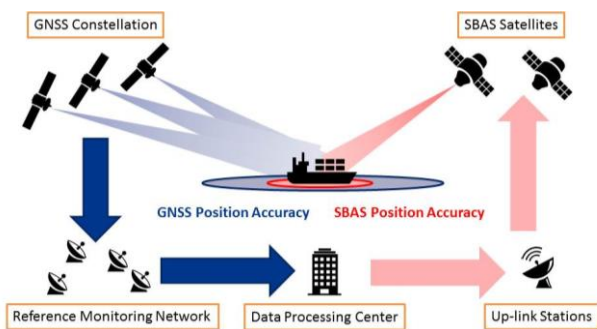 GNSS Constellation
SBAS Satellites
GNSS Position Accuracy
SBAS Position Accuracy
Reference Monitoring Network
Data Processing Center
Up-link Stations